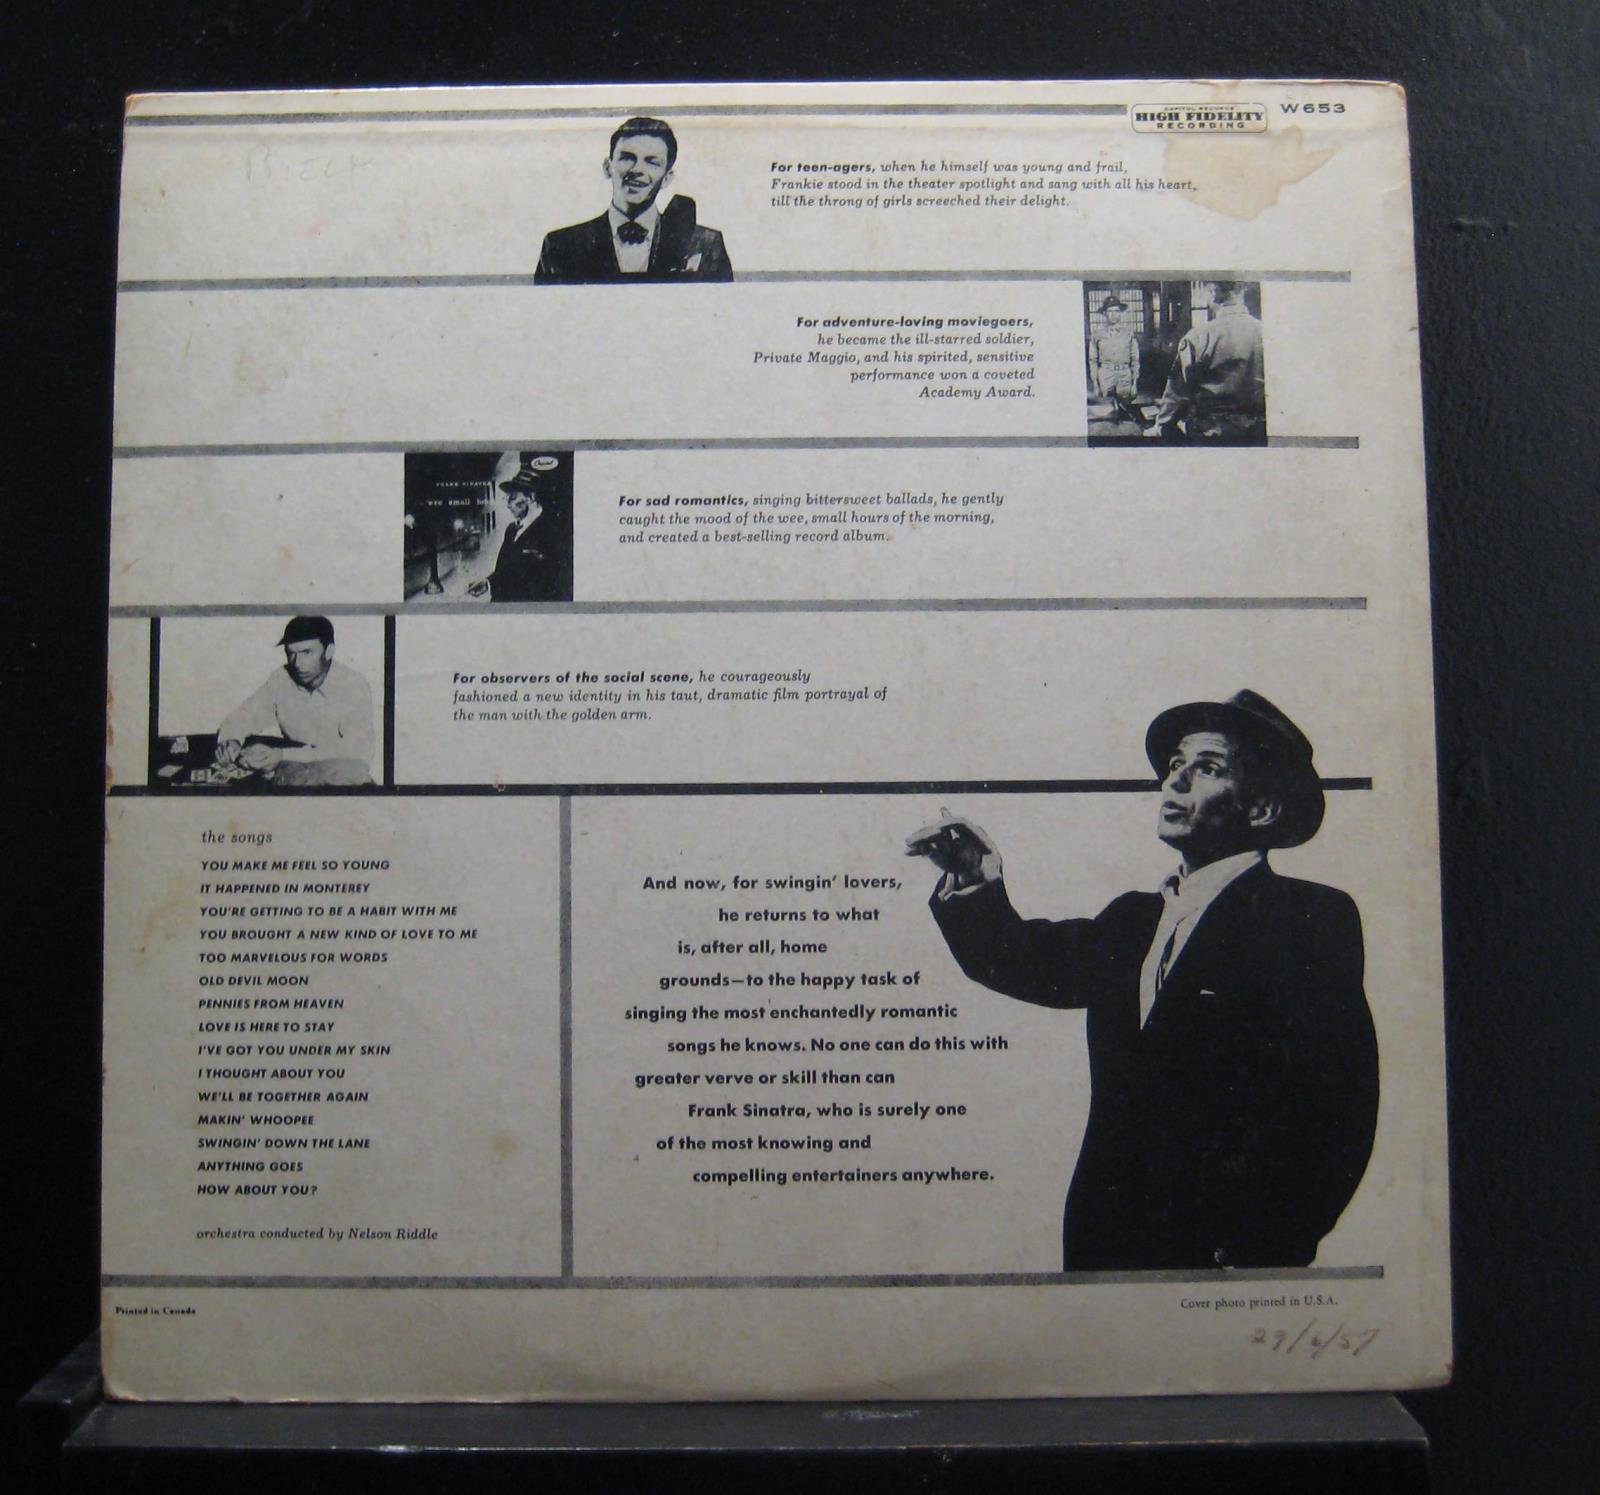 CAPITOL RECORDS
HIGH FIDELITY
RECORDING
W653
For teen-agers, when he himself was young and frail,
Frankie stood in the theater spotlight and sang with all his heart,
till the throng of girls screeched their delight.
For adventure-loving moviegoers,
he became the ill-starred soldier,
Private Maggio, and his spirited, sensitive
performance won a coveted
Academy Award.
Capitol
FRANK SINATRA
wee small
For sad romantics, singing bittersweet ballads, he gently
caught the mood of the wee, small hours of the morning,
and created a best-selling record album.
For observers of the social scene, he courageously
fashioned a new identity in his taut, dramatic film portrayal of
the man with the golden arm.
the songs
YOU MAKE ME FEEL SO YOUNG
IT HAPPENED IN MONTEREY
YOU'RE GETTING TO BE A HABIT WITH ME
YOU BROUGHT A NEW KIND OF LOVE TO ME
TOO MARVELOUS FOR WORDS
OLD DEVIL MOON
PENNIES FROM HEAVEN
LOVE IS HERE TO STAY
I'VE GOT YOU UNDER MY SKIN
I THOUGHT ABOUT YOU
WE'LL BE TOGETHER AGAIN
MAKIN' WHOOPEE
SWINGIN' DOWN THE LANE
ANYTHING GOES
HOW ABOUT YOU?
orchestra conducted by Nelson Riddle
And now, for swingin' lovers,
he returns to what
is, after all, home
grounds—to the happy task of
singing the most enchantedly romantic
songs he knows. No one can do this with
greater verve or skill than can
Frank Sinatra, who is surely one
of the most knowing and
compelling entertainers anywhere.
Printed in Canada
Cover photo printed in U.S.A.
29/6/57